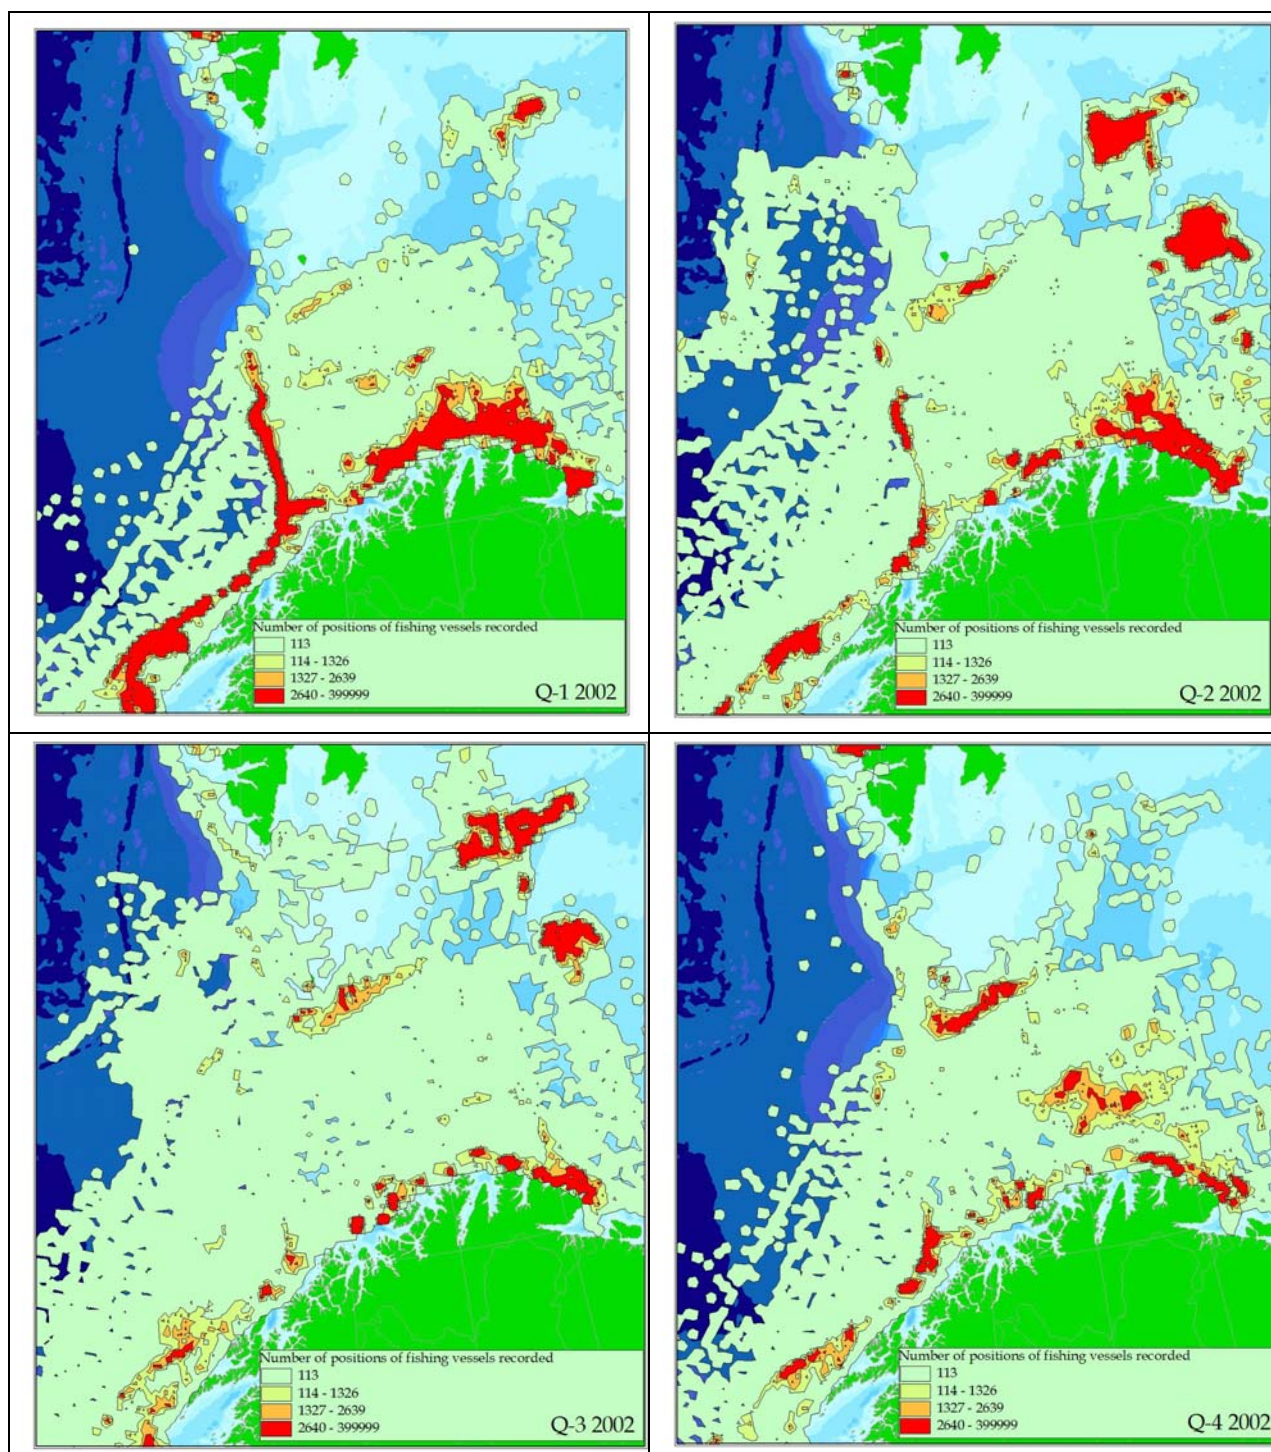 Number of positions of fishing vessels recorded
113
114 - 1326
1327 - 2639
2640 - 399999
Q-1 2002
Number of positions of fishing vessels recorded
113
114 - 1326
1327 - 2639
2640 - 399999
Q-2 2002
Number of positions of fishing vessels recorded
113
114 - 1326
1327 - 2639
2640 - 399999
Q-3 2002
Number of positions of fishing vessels recorded
113
114 - 1326
1327 - 2639
2640 - 399999
Q-4 2002